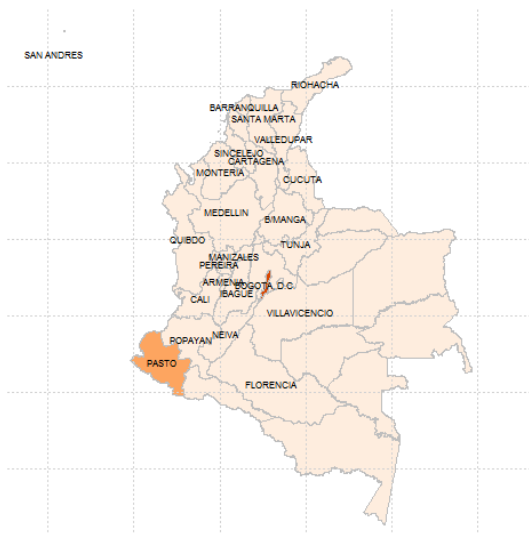 SAN ANDRES
RIOHACHA
BARRANQUILLA
SANTA MARTA
VALLEDUPAR
SINCELEJO
CARTAGENA
MONTERIA
CUCUTA
MEDELLIN
B/MANGA
QUIBDO
TUNJA
MANIZALES
PEREIRA
ARMENIA
BOGOTA, D.C.
IBAGUE
CALI
VILLAVICENCIO
NEIVA
POPAYAN
PASTO
FLORENCIA